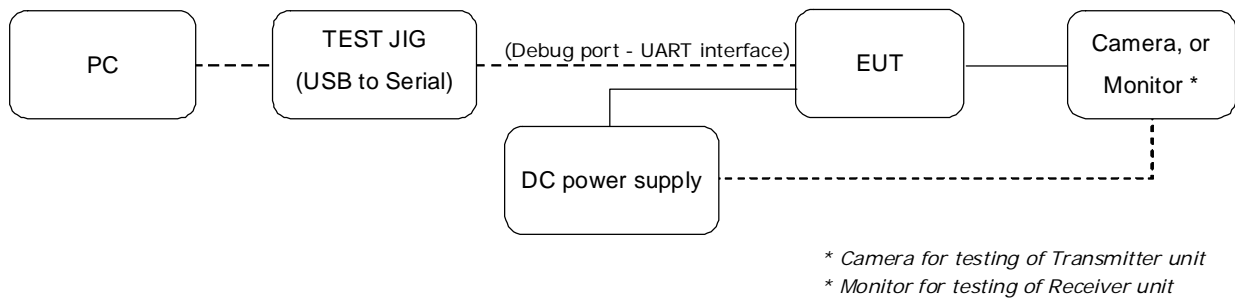 PC
TEST JIG
(USB to Serial)
(Debug port - UART interface)
EUT
Camera, or
Monitor *
DC power supply
* Camera for testing of Transmitter unit
* Monitor for testing of Receiver unit